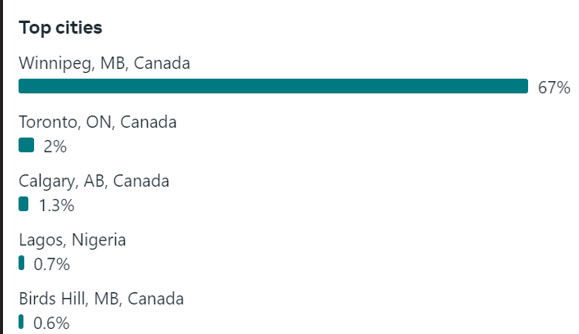 Top cities
Winnipeg, MB, Canada
67%
Toronto, ON, Canada
2%
Calgary, AB, Canada
1.3%
Lagos, Nigeria
0.7%
Birds Hill, MB, Canada
0.6%